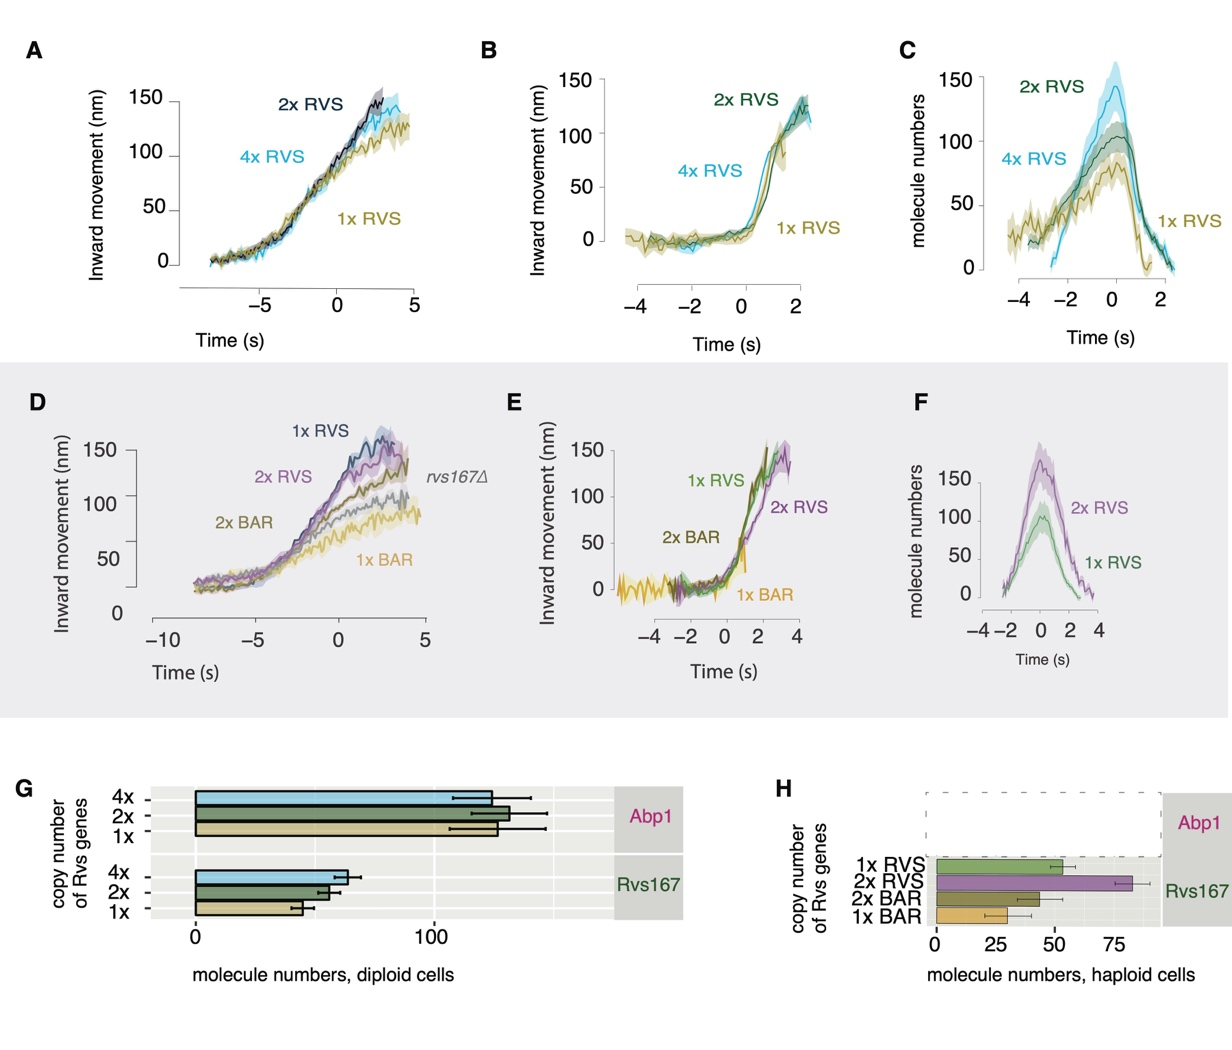 A
Inward movement (nm)
150
100
50
0
2x RVS
4x RVS
1x RVS
−5
0
5
Time (s)
B
Inward movement (nm)
150
100
50
0
2x RVS
4x RVS
1x RVS
−4
−2
0
2
Time (s)
C
molecule numbers
150
100
50
0
2x RVS
4x RVS
1x RVS
−4
−2
0
2
Time (s)
D
Inward movement (nm)
150
100
50
0
1x RVS
2x RVS
rvs167Δ
2x BAR
1x BAR
−10
−5
0
5
Time (s)
E
Inward movement (nm)
150
100
50
0
1x RVS
2x RVS
2x BAR
1x BAR
−4
−2
0
2
4
Time (s)
F
molecule numbers
150
100
50
0
2x RVS
1x RVS
−4
−2
0
2
4
Time (s)
G
copy number
of Rvs genes
4x
2x
1x
Abp1
4x
2x
1x
Rvs167
0
100
molecule numbers, diploid cells
H
copy number
of Rvs genes
Abp1
1x RVS
2x RVS
2x BAR
1x BAR
Rvs167
0
25
50
75
molecule numbers, haploid cells